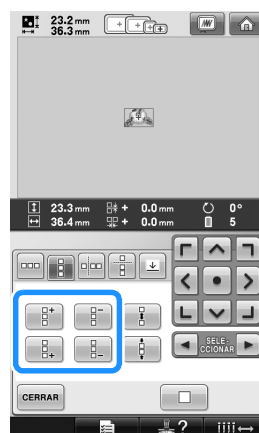 23.2 mm
36.3 mm
23.3 mm + 0.0 mm 0°
36.4 mm + 0.0 mm 5
SELE-
CCIONAR
CERRAR
?